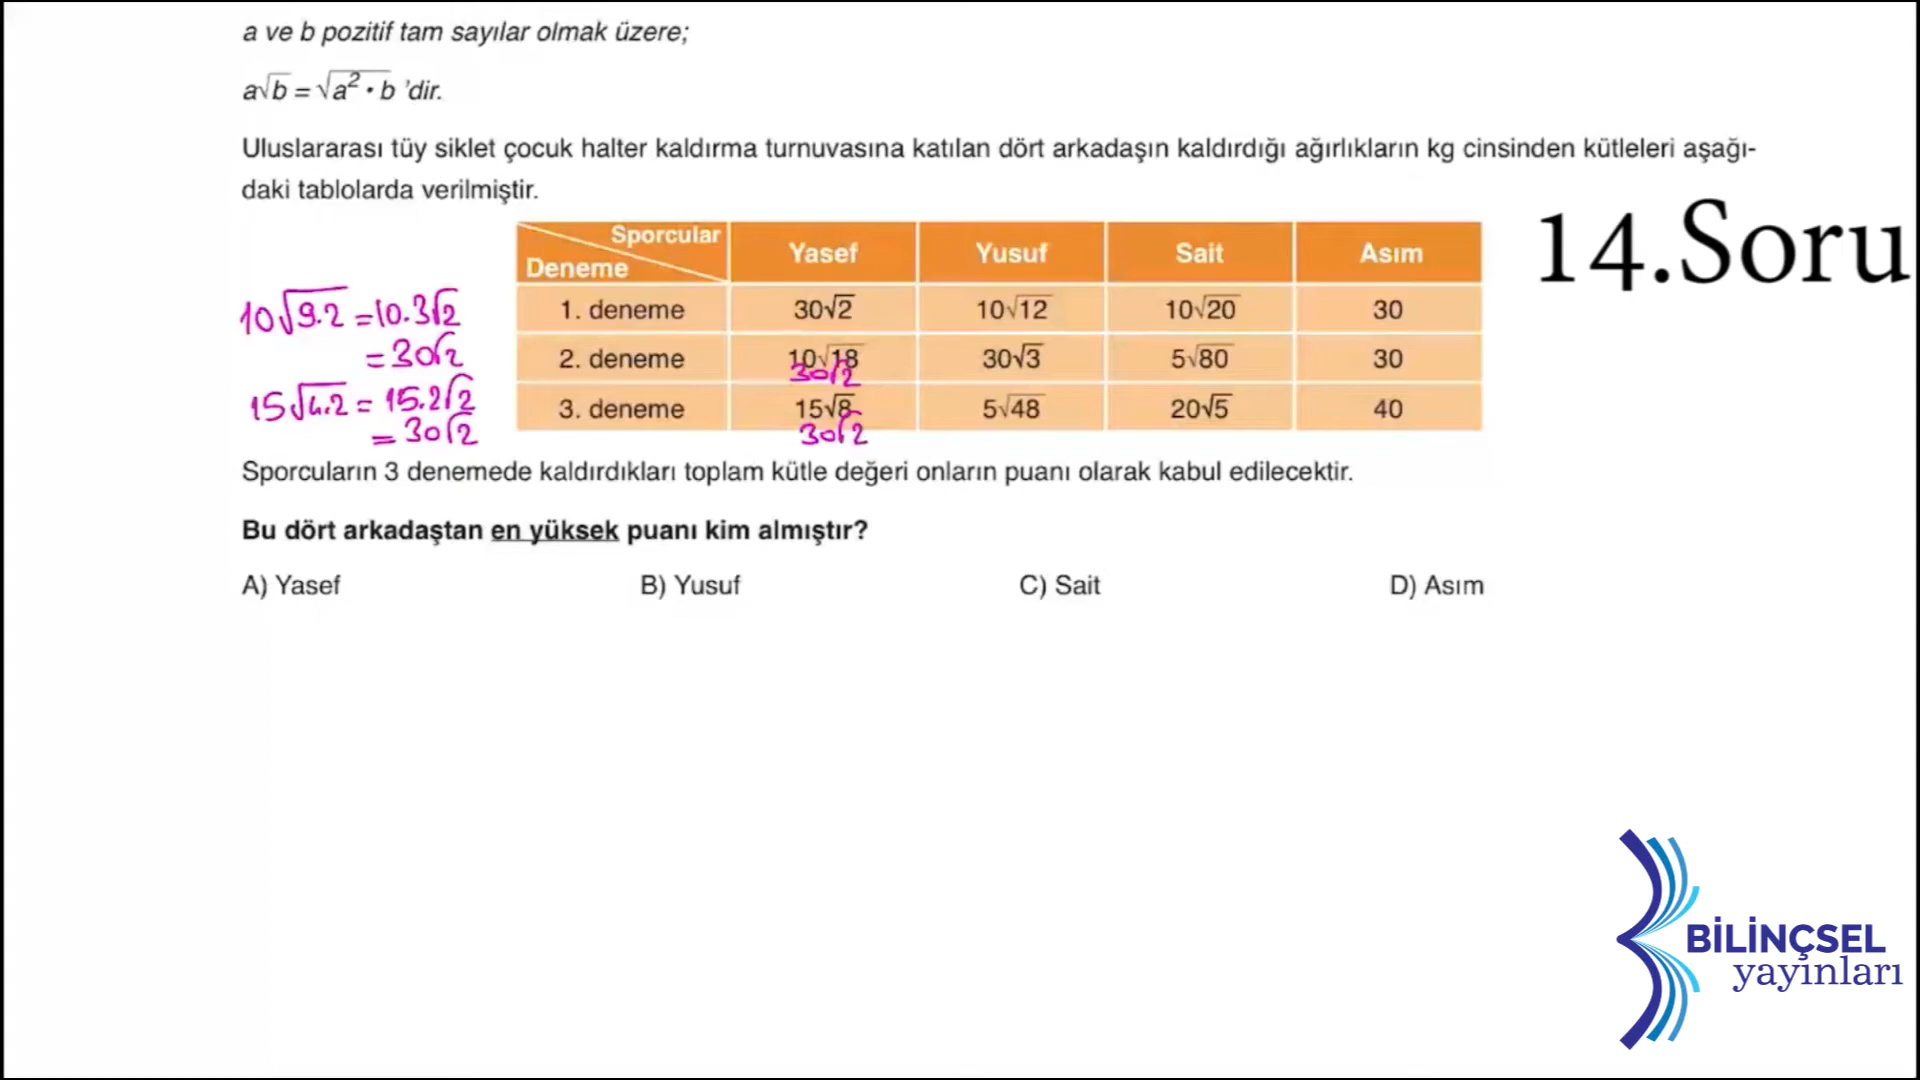 a ve b pozitif tam sayılar olmak üzere;
a√b = √a² · b 'dir.
Uluslararası tüy siklet çocuk halter kaldırma turnuvasına katılan dört arkadaşın kaldırdığı ağırlıkların kg cinsinden kütleleri aşağı-
daki tablolarda verilmiştir.
14.Soru
Sporcular
Deneme
Yasef Yusuf Sait Asım
1. deneme 30√2 10√12 10√20 30
2. deneme 10√18 30√3 5√80 30
30√2
3. deneme 15√8 5√48 20√5 40
30√2
10√9.2 = 10.3√2
= 30√2
15√4.2 = 15.2√2
= 30√2
Sporcuların 3 denemede kaldırdıkları toplam kütle değeri onların puanı olarak kabul edilecektir.
Bu dört arkadaştan en yüksek puanı kim almıştır?
A) Yasef B) Yusuf C) Sait D) Asım
BİLİNÇSEL
yayınları